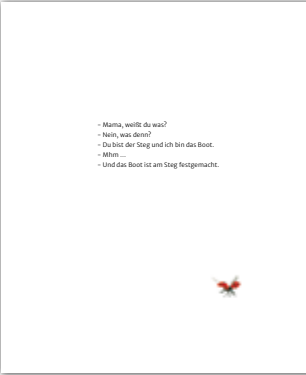 – Mama, weißt du was?
– Nein, was denn?
– Du bist der Steg und ich bin das Boot.
– Mhm ...
– Und das Boot ist am Steg festgemacht.